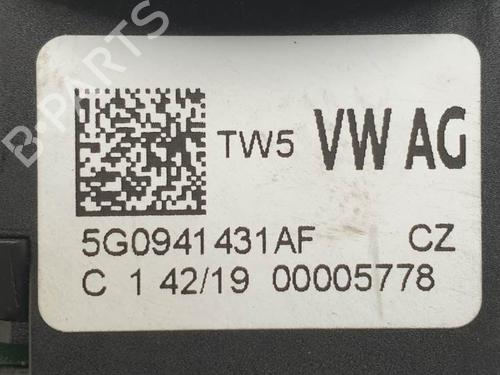 B-PARTS
TW5 VW AG
5G0941431AF CZ
C 1 42/19 00005778